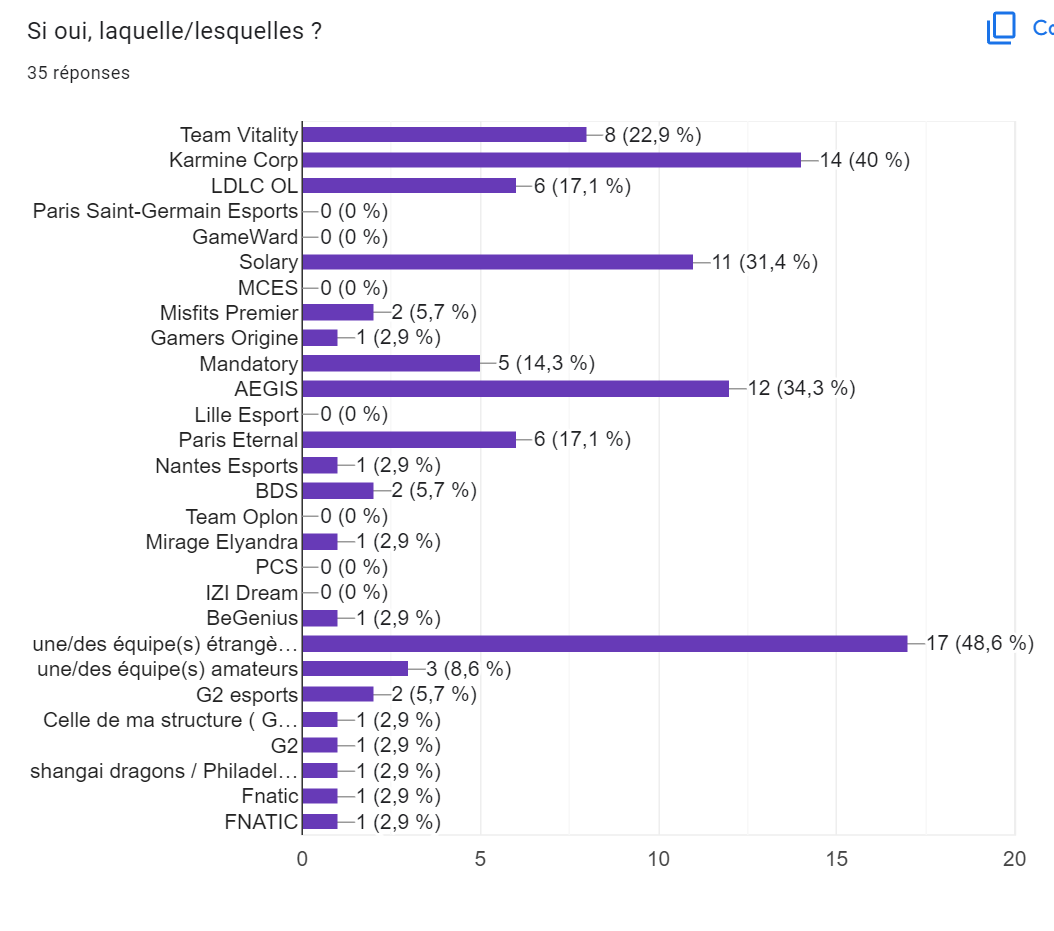 Si oui, laquelle/lesquelles ?
Co
35 réponses
Team Vitality 8 (22,9 %)
Karmine Corp 14 (40 %)
LDLC OL 6 (17,1 %)
Paris Saint-Germain Esports 0 (0 %)
GameWard 0 (0 %)
Solary 11 (31,4 %)
MCES 0 (0 %)
Misfits Premier 2 (5,7 %)
Gamers Origine 1 (2,9 %)
Mandatory 5 (14,3 %)
AEGIS 12 (34,3 %)
Lille Esport 0 (0 %)
Paris Eternal 6 (17,1 %)
Nantes Esports 1 (2,9 %)
BDS 2 (5,7 %)
Team Oplon 0 (0 %)
Mirage Elyandra 1 (2,9 %)
PCS 0 (0 %)
IZI Dream 0 (0 %)
BeGenius 1 (2,9 %)
une/des équipe(s) étrangè… 17 (48,6 %)
une/des équipe(s) amateurs 3 (8,6 %)
G2 esports 2 (5,7 %)
Celle de ma structure ( G… 1 (2,9 %)
G2 1 (2,9 %)
shangai dragons / Philadel… 1 (2,9 %)
Fnatic 1 (2,9 %)
FNATIC 1 (2,9 %)
0 5 10 15 20